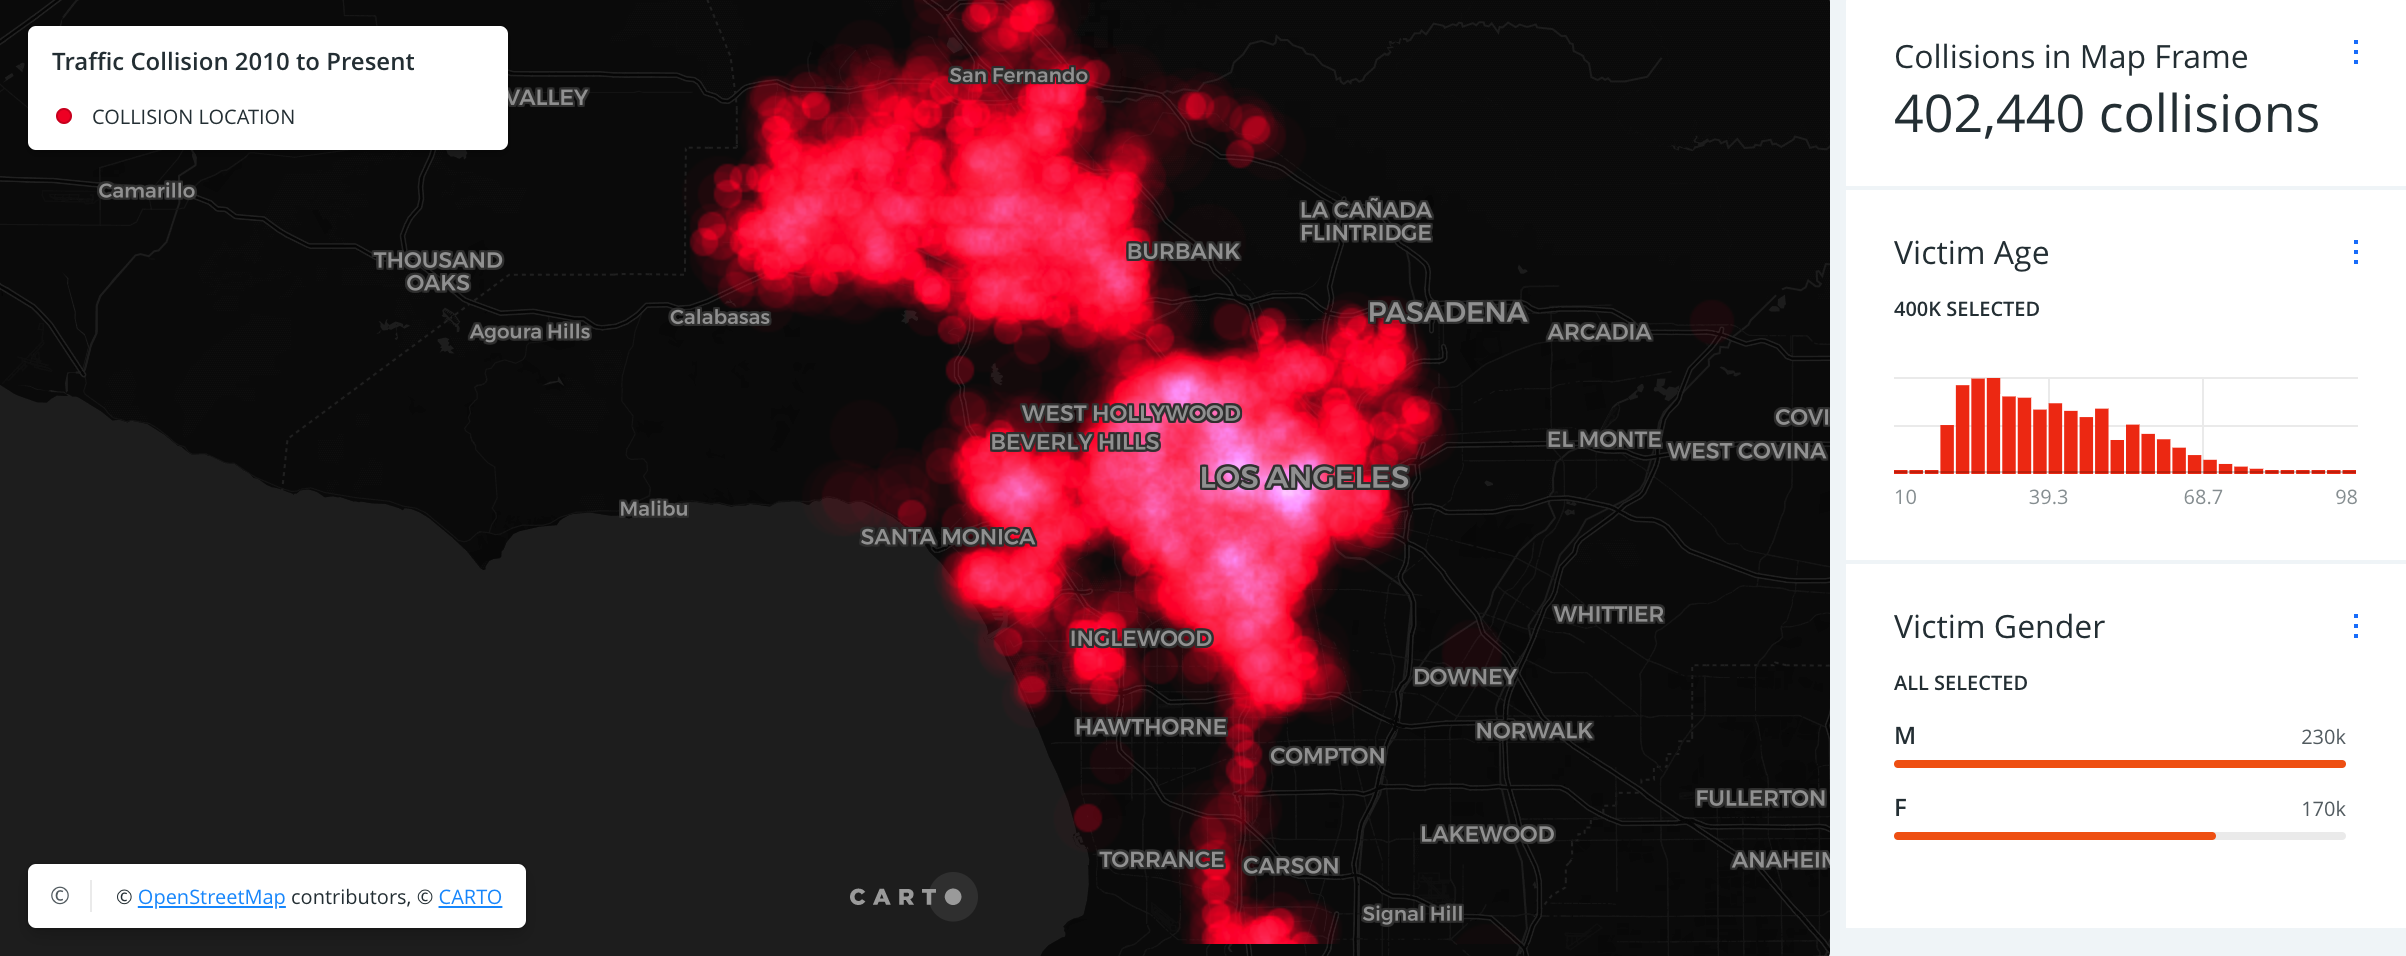 Traffic Collision 2010 to Present
COLLISION LOCATION
San Fernando
VALLEY
Camarillo
LA CAÑADA
FLINTRIDGE
BURBANK
THOUSAND
OAKS
PASADENA
Calabasas
Agoura Hills
ARCADIA
WEST HOLLYWOOD
COVI
BEVERLY HILLS
EL MONTE
WEST COVINA
LOS ANGELES
Malibu
SANTA MONICA
WHITTIER
INGLEWOOD
DOWNEY
HAWTHORNE
NORWALK
COMPTON
FULLERTON
LAKEWOOD
TORRANCE
CARSON
ANAHEIM
Signal Hill
©
© OpenStreetMap contributors, © CARTO
CARTO
Collisions in Map Frame
402,440 collisions
Victim Age
400K SELECTED
10 39.3 68.7 98
Victim Gender
ALL SELECTED
M 230k
F 170k